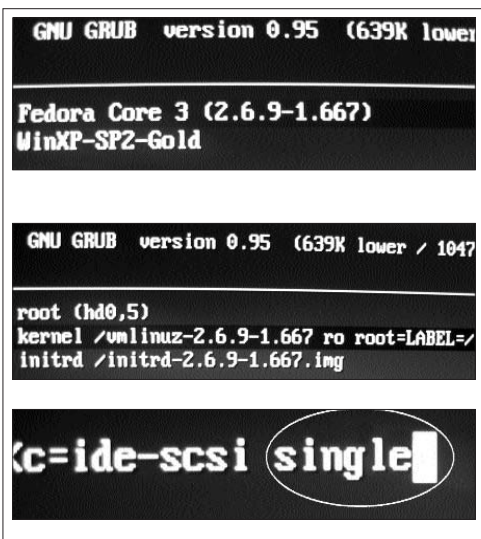 GNU GRUB version 0.95 (639K lower
Fedora Core 3 (2.6.9-1.667)
WinXP-SP2-Gold
GNU GRUB version 0.95 (639K lower / 1047
root (hd0,5)
kernel /vmlinuz-2.6.9-1.667 ro root=LABEL=/
initrd /initrd-2.6.9-1.667.img
c=ide-scsi single